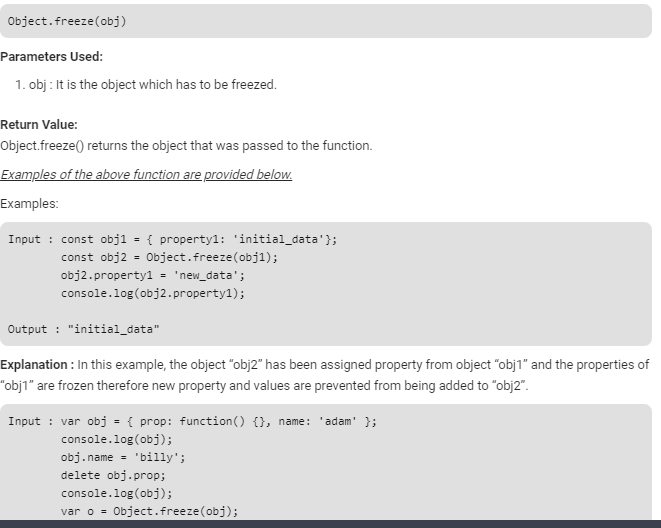 Object.freeze(obj)
Parameters Used:
1. obj : It is the object which has to be freezed.
Return Value:
Object.freeze() returns the object that was passed to the function.
Examples of the above function are provided below.
Examples:
Input : const obj1 = { property1: 'initial_data'};
const obj2 = Object.freeze(obj1);
obj2.property1 = 'new_data';
console.log(obj2.property1);
Output : "initial_data"
Explanation : In this example, the object “obj2” has been assigned property from object “obj1” and the properties of
“obj1” are frozen therefore new property and values are prevented from being added to “obj2”.
Input : var obj = { prop: function() {}, name: 'adam' };
console.log(obj);
obj.name = 'billy';
delete obj.prop;
console.log(obj);
var o = Object.freeze(obj);